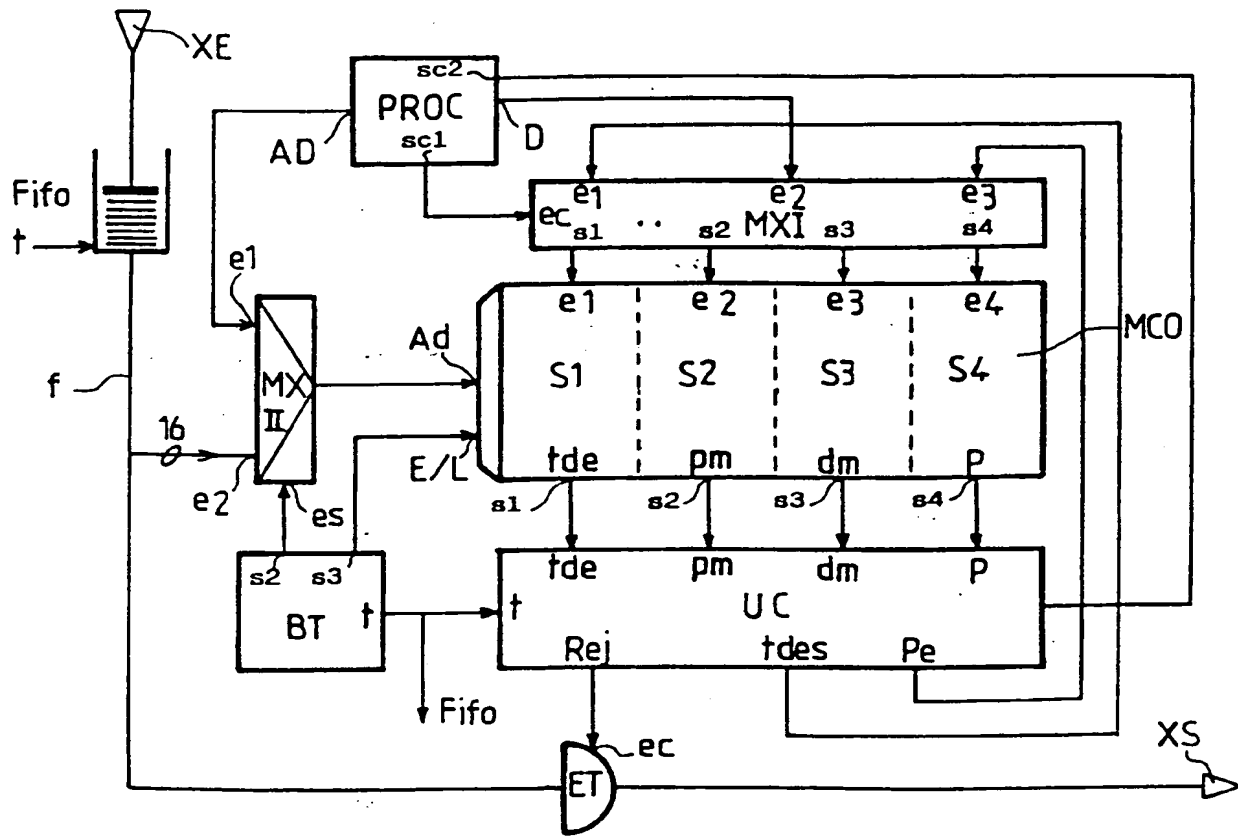 XE
sc2
PROC
sc1
AD
D
Fifo
t
e1 e2 e3
ec
s1 .. s2 MXI s3 s4
e1
MX
II
e2
es
f
16
Ad
E/L
e1 e2 e3 e4
S1 S2 S3 S4
MCO
tde pm dm P
s1 s2 s3 s4
s2 s3
t
BT
tde pm dm P
t
UC
Rej tdes Pe
Fifo
ec
ET
XS